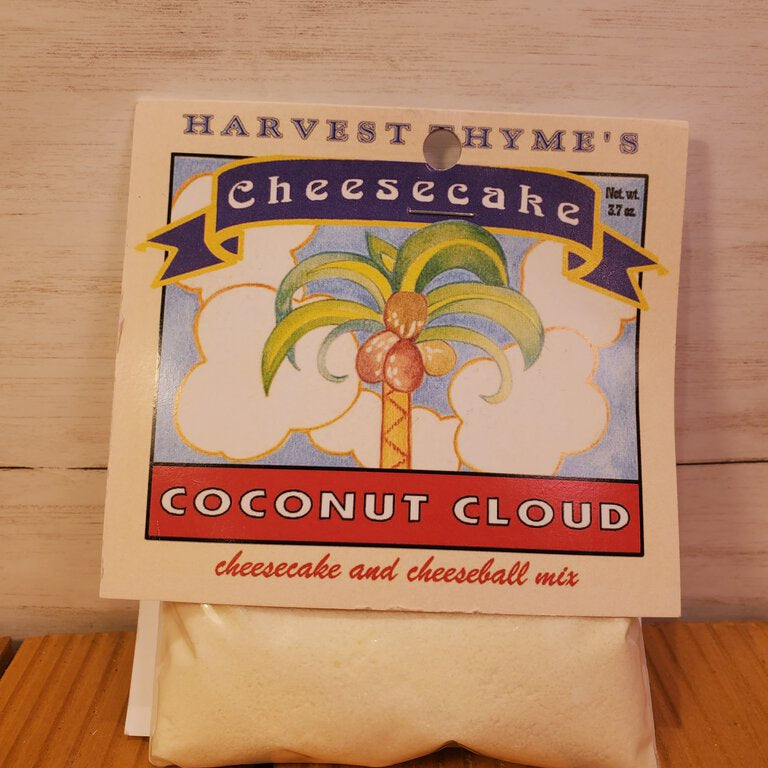 HARVEST THYME'S
Cheesecake
Net. wt.
3.7 oz.
COCONUT CLOUD
cheesecake and cheeseball mix